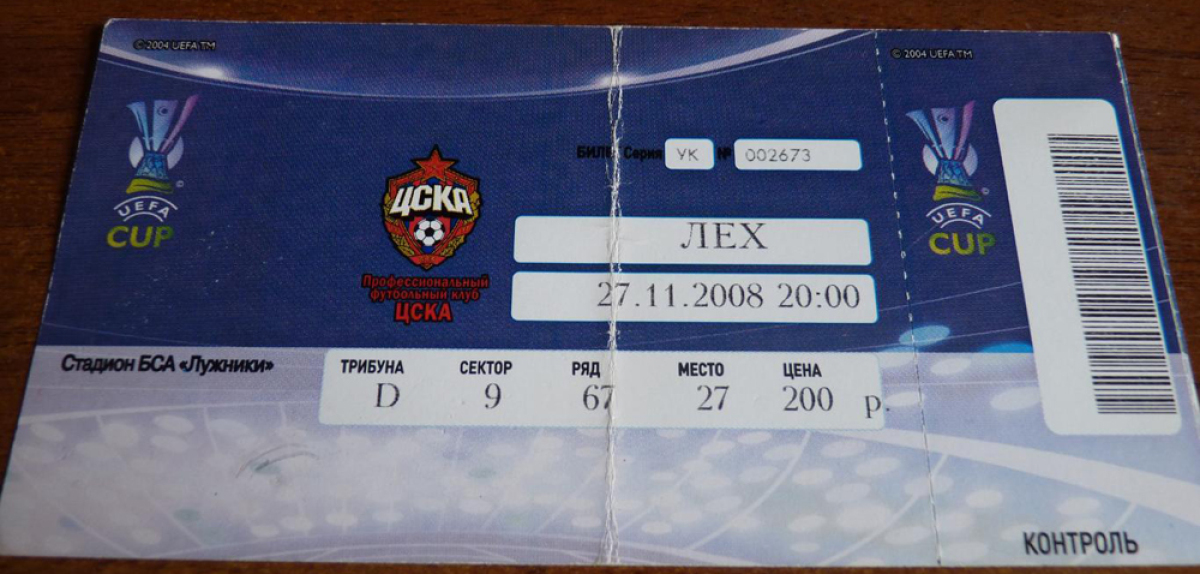 © 2004 UEFA TM
© 2004 UEFA TM
UEFA
CUP
ЦСКА
Профессиональный
футбольный клуб
ЦСКА
Серия УК № 002673
ЛЕХ
27.11.2008 20:00
UEFA
CUP
Стадион БСА «Лужники»
ТРИБУНА СЕКТОР РЯД МЕСТО ЦЕНА
D 9 67 27 200 р.
КОНТРОЛЬ